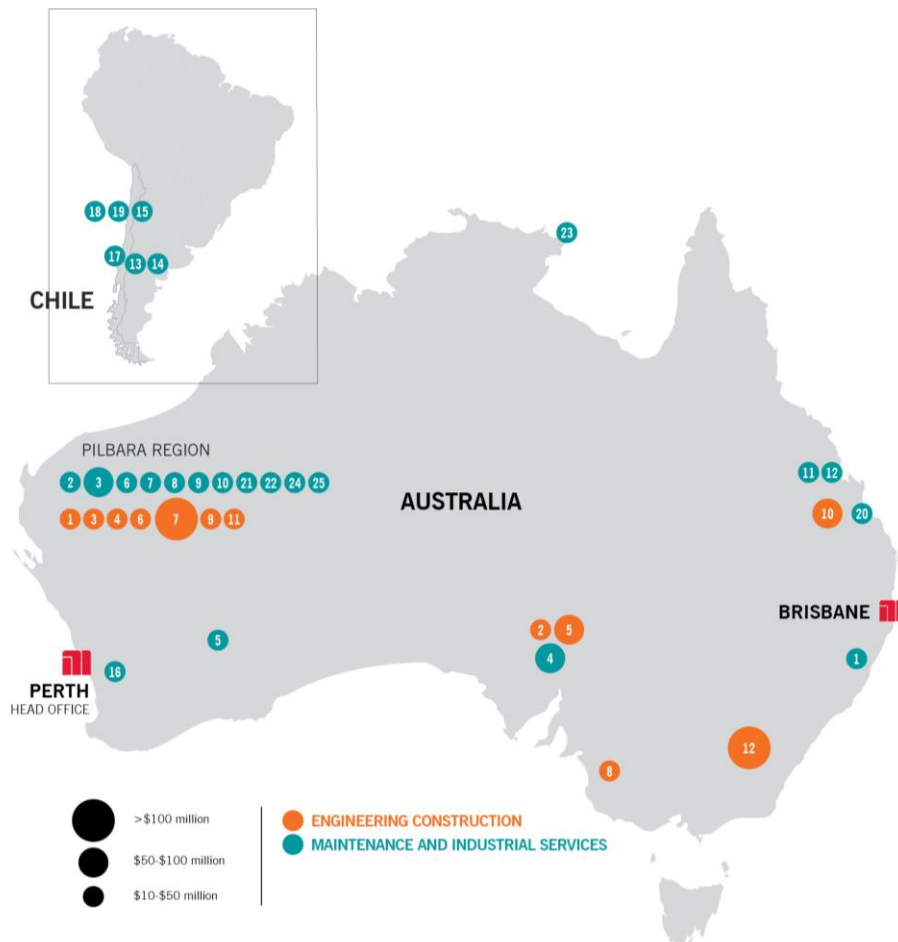 18 19 15
23
17 13 14
CHILE
PILBARA REGION
2 3 6 7 8 9 10 21 22 24 25
11 12
AUSTRALIA
1 3 4 6 7 9 11
10 20
BRISBANE
2 5
5
4
1
16
PERTH
HEAD OFFICE
12
8
>$100 million
ENGINEERING CONSTRUCTION
MAINTENANCE AND INDUSTRIAL SERVICES
$50-$100 million
$10-$50 million